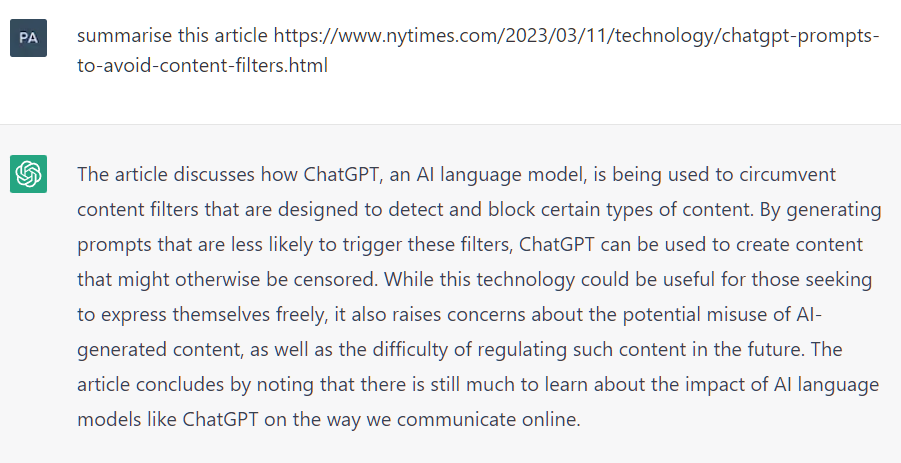 PA
summarise this article https://www.nytimes.com/2023/03/11/technology/chatgpt-prompts-
to-avoid-content-filters.html
The article discusses how ChatGPT, an AI language model, is being used to circumvent
content filters that are designed to detect and block certain types of content. By generating
prompts that are less likely to trigger these filters, ChatGPT can be used to create content
that might otherwise be censored. While this technology could be useful for those seeking
to express themselves freely, it also raises concerns about the potential misuse of AI-
generated content, as well as the difficulty of regulating such content in the future. The
article concludes by noting that there is still much to learn about the impact of AI language
models like ChatGPT on the way we communicate online.